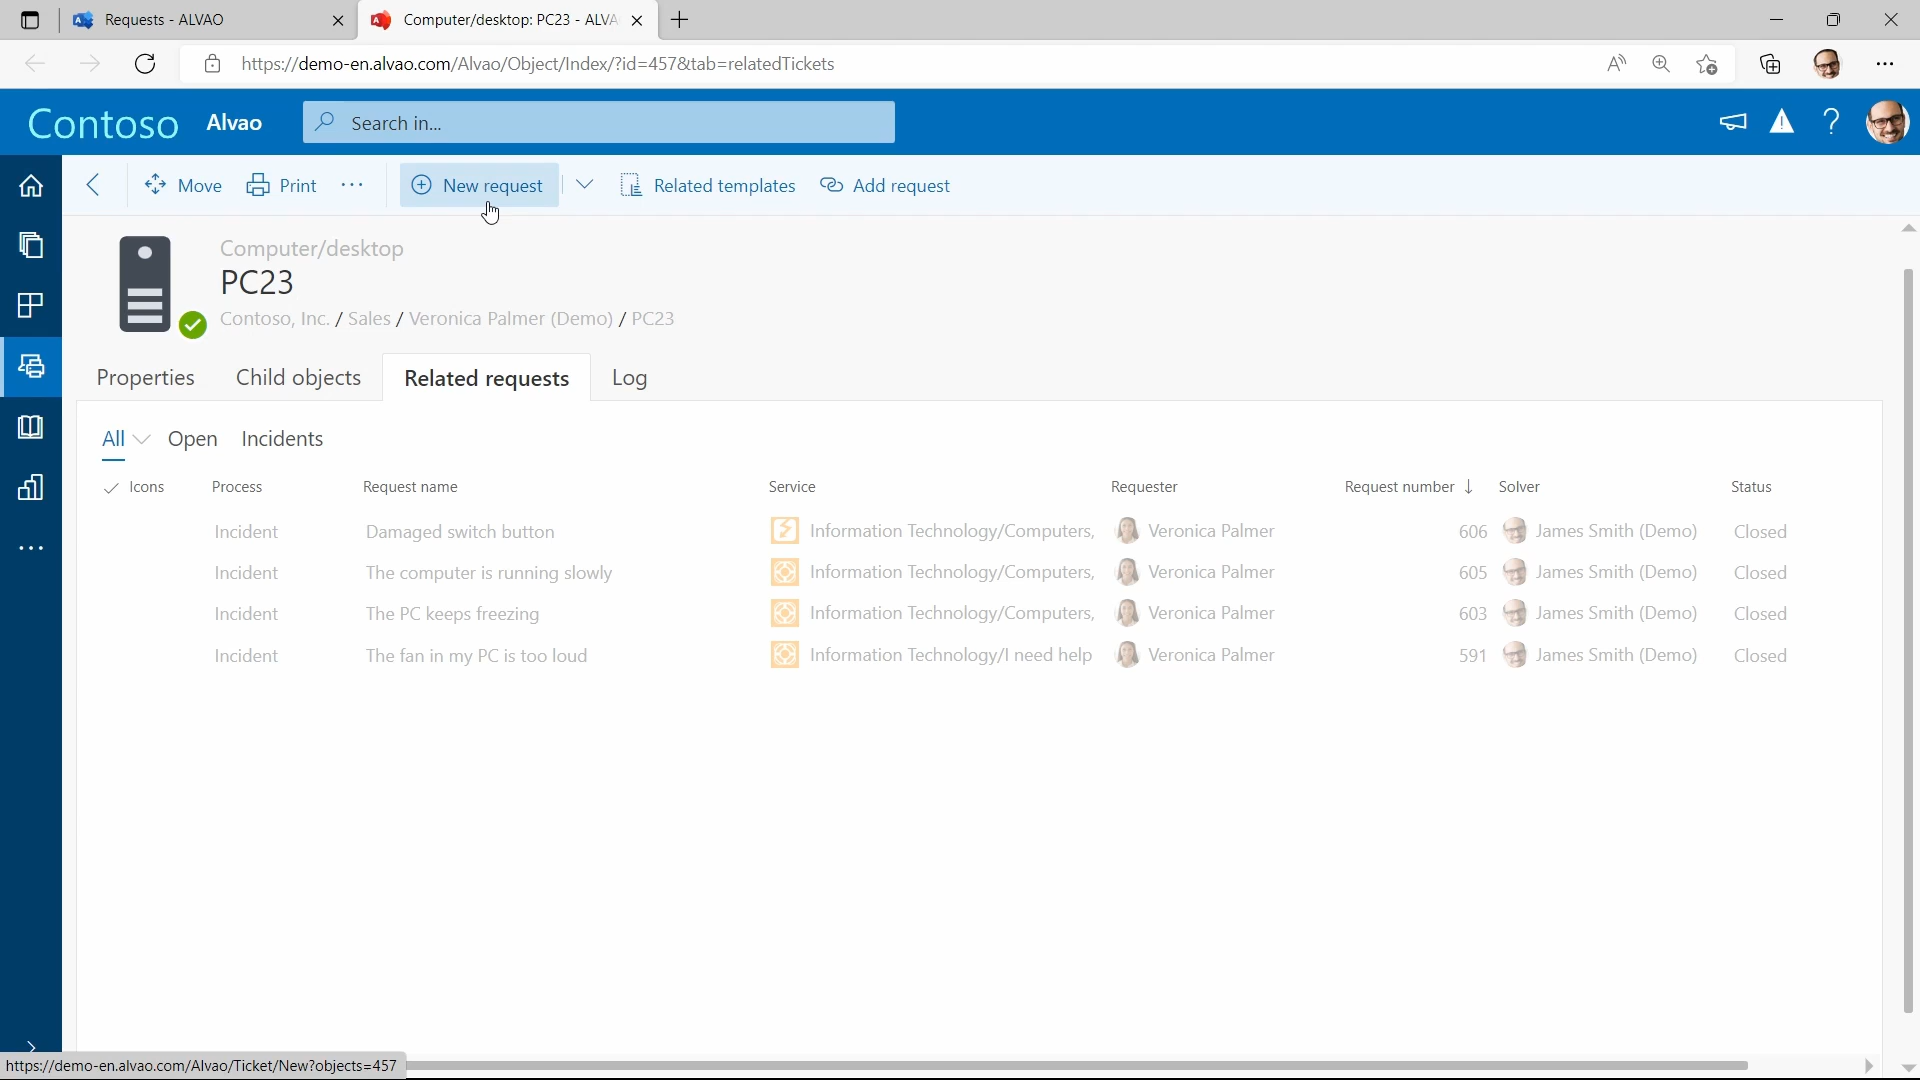 Requests - ALVAO
Computer/desktop: PC23 - ALVA
https://demo-en.alvao.com/Alvao/Object/Index/?id=457&tab=relatedTickets
Contoso Alvao Search in...
Move Print New request Related templates Add request
Computer/desktop
PC23
Contoso, Inc. / Sales / Veronica Palmer (Demo) / PC23
Properties Child objects Related requests Log
All Open Incidents
Icons Process Request name Service Requester Request number Solver Status
Incident Damaged switch button Information Technology/Computers, Veronica Palmer 606 James Smith (Demo) Closed
Incident The computer is running slowly Information Technology/Computers, Veronica Palmer 605 James Smith (Demo) Closed
Incident The PC keeps freezing Information Technology/Computers, Veronica Palmer 603 James Smith (Demo) Closed
Incident The fan in my PC is too loud Information Technology/I need help Veronica Palmer 591 James Smith (Demo) Closed
https://demo-en.alvao.com/Alvao/Ticket/New?objects=457